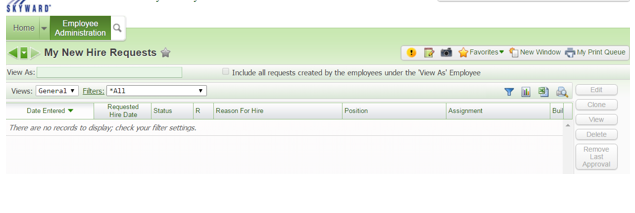 SKYWARD
Home
Employee
Administration
My New Hire Requests
Favorites
New Window
My Print Queue
View As:
Include all requests created by the employees under the 'View As' Employee
Views: General
Filters: *All
Date Entered
Requested
Hire Date
Status
R
Reason For Hire
Position
Assignment
Buil
There are no records to display; check your filter settings.
Edit
Clone
View
Delete
Remove
Last
Approval